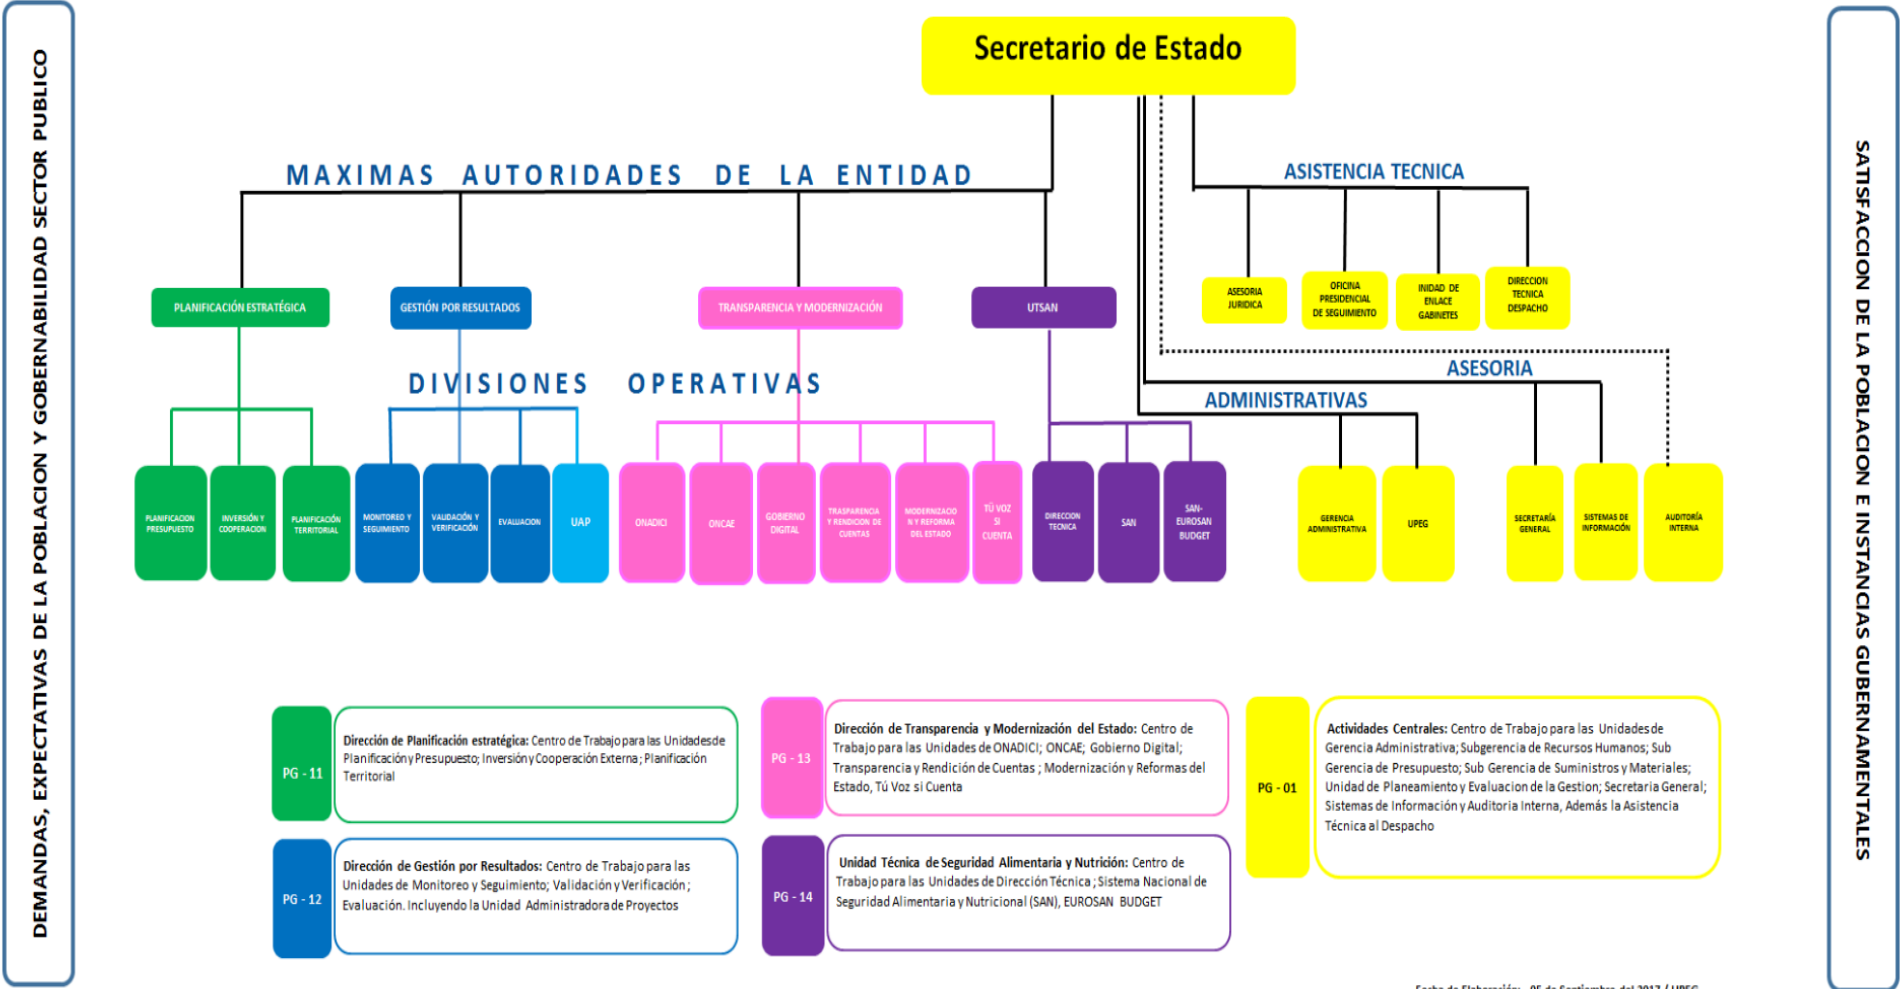 DEMANDAS, EXPECTATIVAS DE LA POBLACION Y GOBERNABILIDAD SECTOR PUBLICO
Secretario de Estado
MAXIMAS AUTORIDADES DE LA ENTIDAD
ASISTENCIA TECNICA
ASESORIA
JURIDICA
OFICINA
PRESIDENCIAL
DE SEGUIMIENTO
INIDAD DE
ENLACE
GABINETES
DIRECCION
TECNICA
DESPACHO
PLANIFICACIÓN ESTRATÉGICA
GESTIÓN POR RESULTADOS
TRANSPARENCIA Y MODERNIZACIÓN
UTSAN
DIVISIONES OPERATIVAS
ASESORIA
ADMINISTRATIVAS
PLANIFICACION
PRESUPUESTO
INVERSIÓN Y
COOPERACION
PLANIFICACIÓN
TERRITORIAL
MONITOREO Y
SEGUIMIENTO
VALIDACIÓN Y
VERIFICACIÓN
EVALUACION
UAP
ONADICI
ONCAE
GOBIERNO
DIGITAL
TRASPARENCIA
Y RENDICION DE
CUENTAS
MODERNIZACIO
N Y REFORMA
DEL ESTADO
TÚ VOZ
SI
CUENTA
DIRECCION
TECNICA
SAN
SAN-
EUROSAN
BUDGET
GERENCIA
ADMINISTRATIVA
UPEG
SECRETARÍA
GENERAL
SISTEMAS DE
INFORMACIÓN
AUDITORÍA
INTERNA
PG - 11
Dirección de Planificación estratégica: Centro de Trabajo para las Unidades de
Planificación y Presupuesto; Inversión y Cooperación Externa; Planificación
Territorial
PG - 12
Dirección de Gestión por Resultados: Centro de Trabajo para las
Unidades de Monitoreo y Seguimiento; Validación y Verificación;
Evaluación. Incluyendo la Unidad Administradora de Proyectos
PG - 13
Dirección de Transparencia y Modernización del Estado: Centro de
Trabajo para las Unidades de ONADICI; ONCAE; Gobierno Digital;
Transparencia y Rendición de Cuentas ; Modernización y Reformas del
Estado, Tú Voz si Cuenta
PG - 14
Unidad Técnica de Seguridad Alimentaria y Nutrición: Centro de
Trabajo para las Unidades de Dirección Técnica ; Sistema Nacional de
Seguridad Alimentaria y Nutricional (SAN), EUROSAN BUDGET
PG - 01
Actividades Centrales: Centro de Trabajo para las Unidades de
Gerencia Administrativa; Subgerencia de Recursos Humanos; Sub
Gerencia de Presupuesto; Sub Gerencia de Suministros y Materiales;
Unidad de Planeamiento y Evaluacion de la Gestion; Secretaria General;
Sistemas de Información y Auditoria Interna, Además la Asistencia
Técnica al Despacho
SATISFACCION DE LA POBLACION E INSTANCIAS GUBERNAMENTALES
Fecha de Elaboración: 05 de Septiembre del 2017 / UPEG